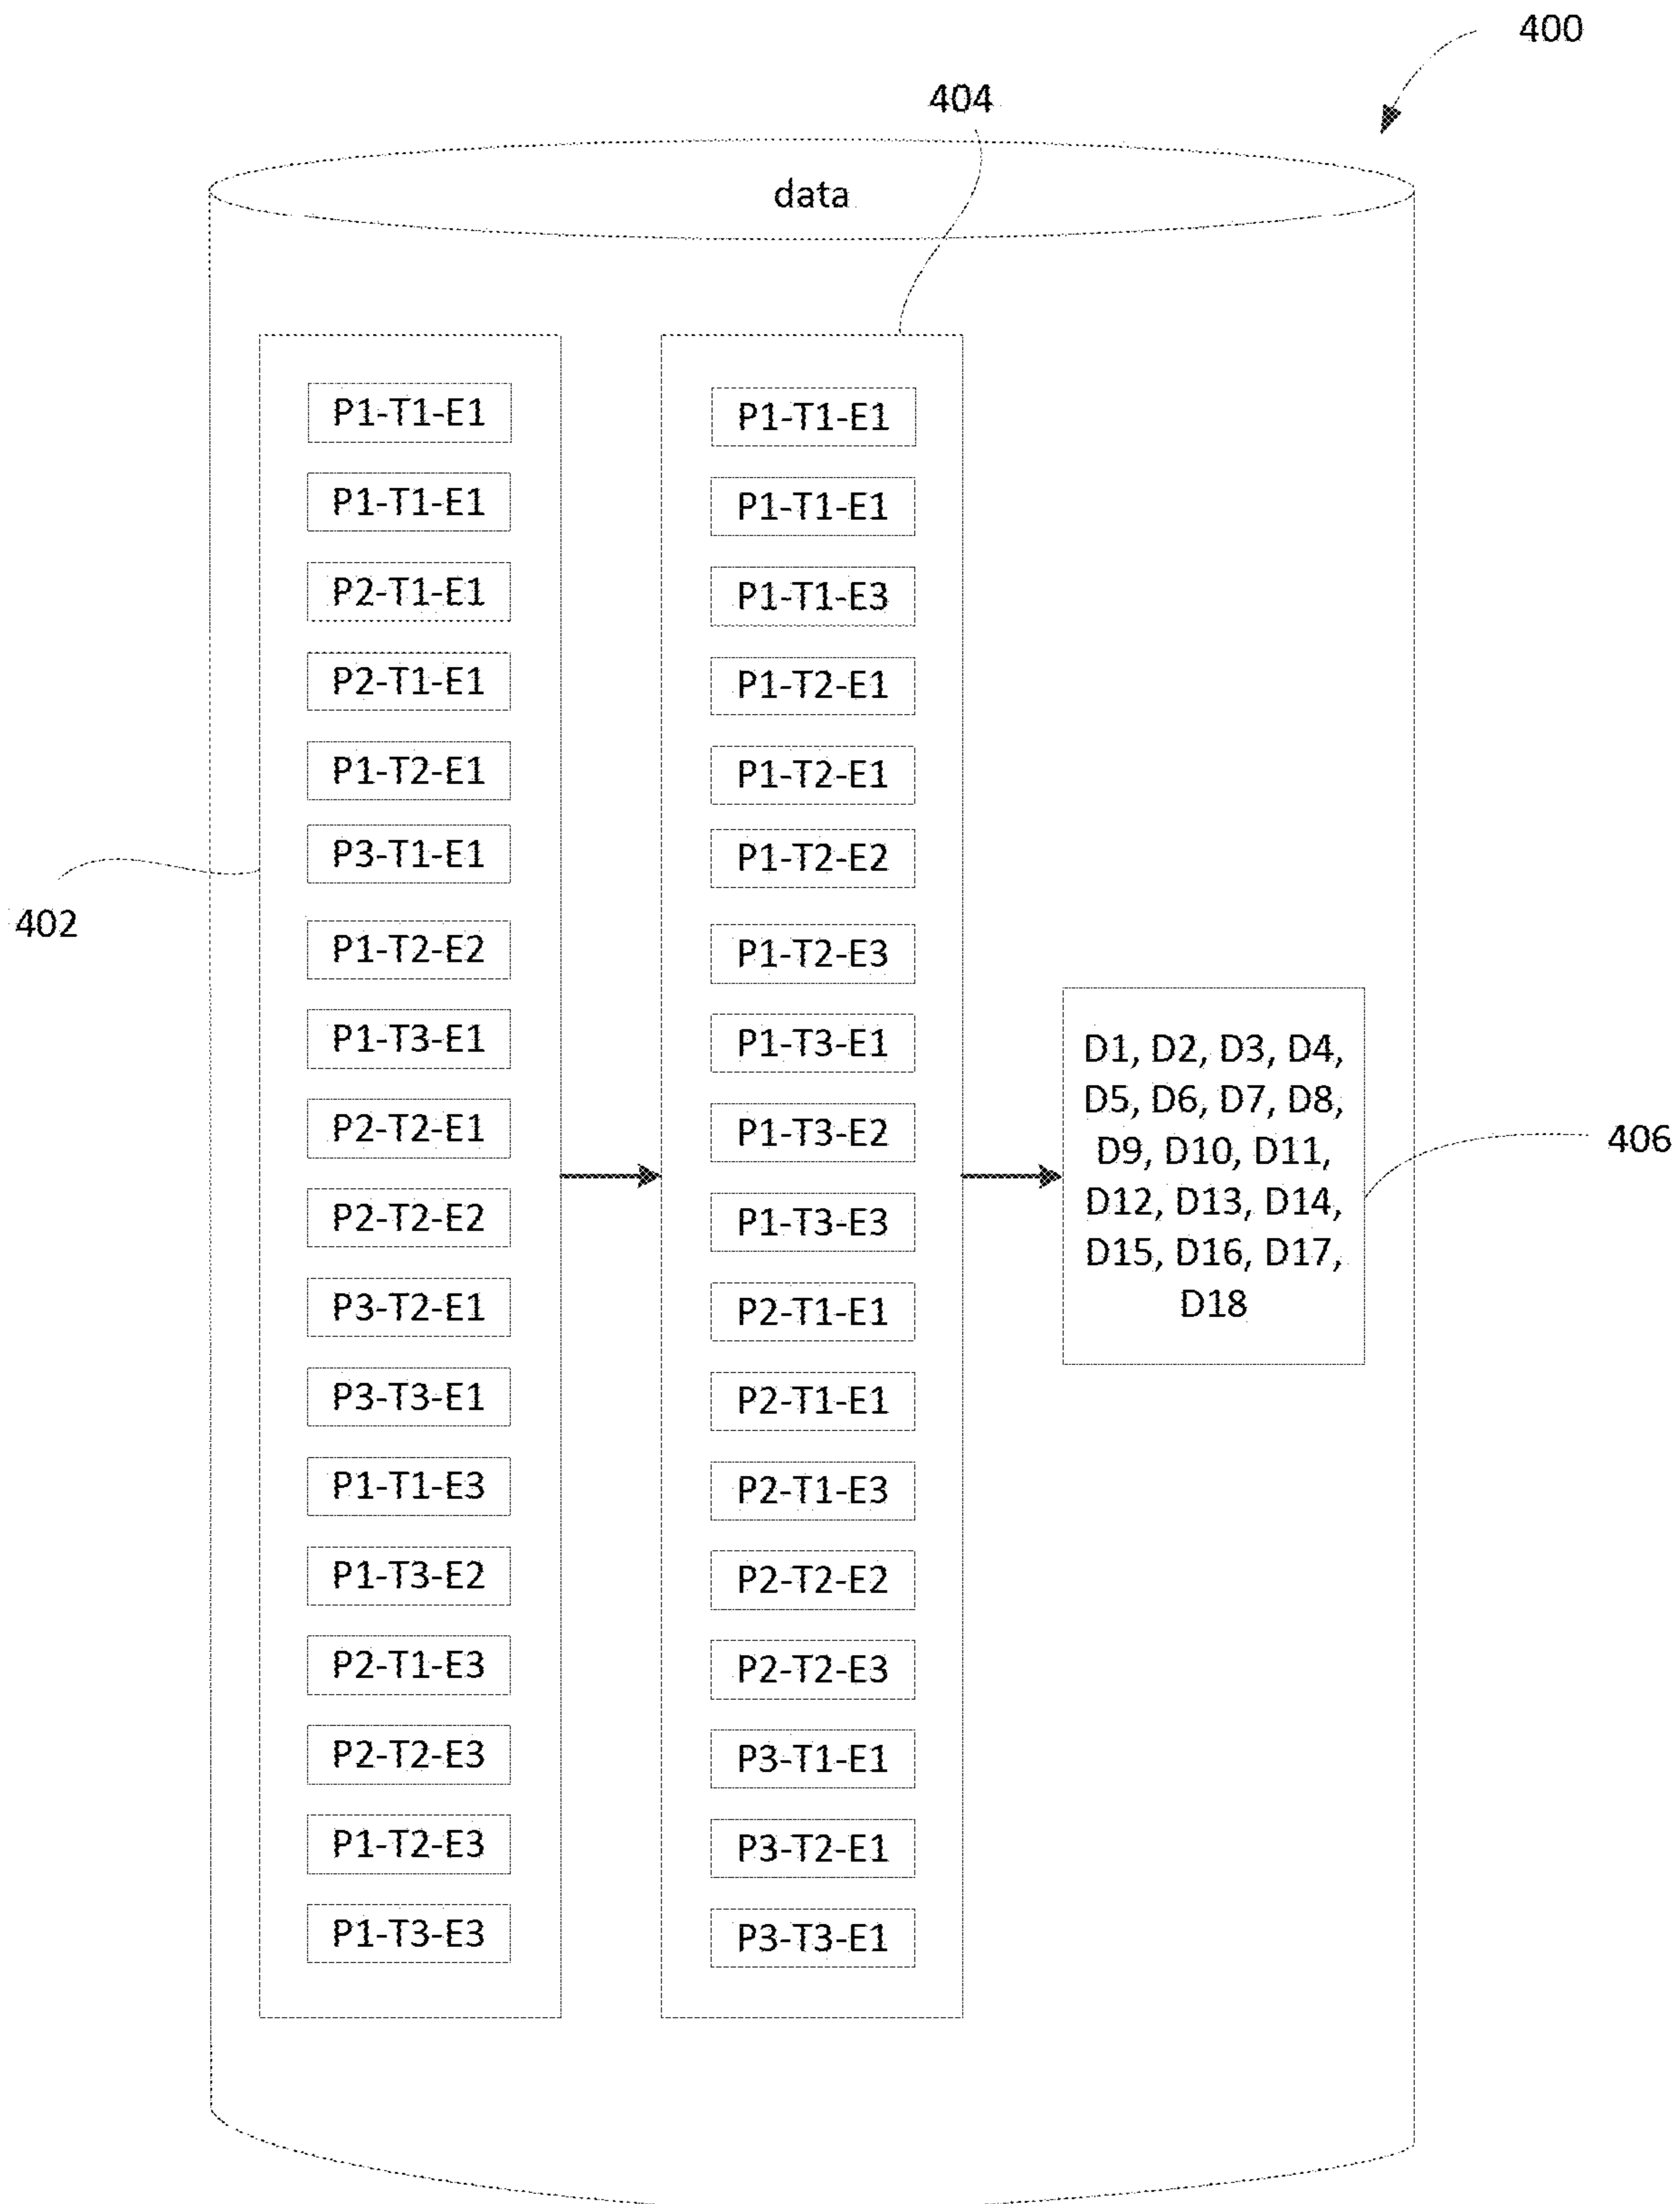 400
404
data
P1-T1-E1
P1-T1-E1
P2-T1-E1
P2-T1-E1
P1-T2-E1
P3-T1-E1
P1-T2-E2
P1-T3-E1
P2-T2-E1
P2-T2-E2
P3-T2-E1
P3-T3-E1
P1-T1-E3
P1-T3-E2
P2-T1-E3
P2-T2-E3
P1-T2-E3
P1-T3-E3
402
P1-T1-E1
P1-T1-E1
P1-T1-E3
P1-T2-E1
P1-T2-E1
P1-T2-E2
P1-T2-E3
P1-T3-E1
P1-T3-E2
P1-T3-E3
P2-T1-E1
P2-T1-E1
P2-T1-E3
P2-T2-E2
P2-T2-E3
P3-T1-E1
P3-T2-E1
P3-T3-E1
D1, D2, D3, D4,
D5, D6, D7, D8,
D9, D10, D11,
D12, D13, D14,
D15, D16, D17,
D18
406